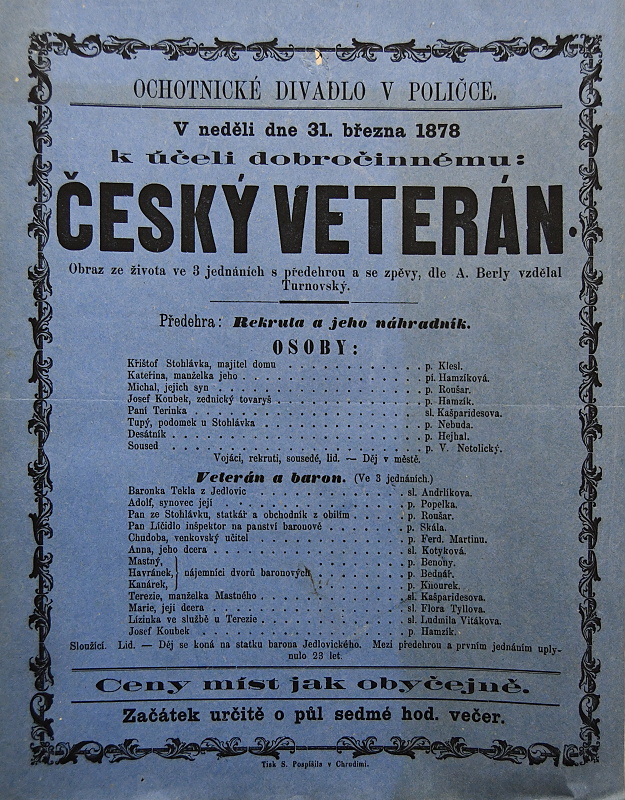 OCHOTNICKÉ DIVADLO V POLIČCE.
V neděli dne 31. března 1878
k účeli dobročinnému:
ČESKÝ VETERÁN.
Obraz ze života ve 3 jednáních s předehrou a se zpěvy, dle A. Berly vzdělal
Turnovský.
Předehra: Rekruta a jeho náhradník.
OSOBY:
Křištof Stohlávka, majitel domu . . . . . . . . . . . . . p. Klesl.
Kateřina, manželka jeho . . . . . . . . . . . . . . . . pí. Hamzíková.
Michal, jejich syn . . . . . . . . . . . . . . . . . . p. Roušar.
Josef Koubek, zednický tovaryš . . . . . . . . . . . . . p. Hamzík.
Paní Terinka . . . . . . . . . . . . . . . . . . . . sl. Kašparidesova.
Tupý, podomek u Stohlávka . . . . . . . . . . . . . . . p. Nebuda.
Desátník . . . . . . . . . . . . . . . . . . . . . . p. Hejhal.
Soused . . . . . . . . . . . . . . . . . . . . . . . p. V. Netolický.
Vojáci, rekruti, sousedé, lid. — Děj v městě.
Veterán a baron. (Ve 3 jednáních.)
Baronka Tekla z Jedlovic . . . . . . . . . . . . . . . sl. Andrlíkova.
Adolf, synovec její . . . . . . . . . . . . . . . . . p. Popelka.
Pan ze Stohlávku, statkář a obchodník z obilím . . . . . p. Roušar.
Pan Líčidlo inšpektor na panství baronově . . . . . . . p. Skála.
Chudoba, venkovský učitel . . . . . . . . . . . . . . . p. Ferd. Martinu.
Anna, jeho dcera . . . . . . . . . . . . . . . . . . . sl. Kotyková.
Mastný, . . . . . . . . . . p. Benoný.
Havránek, } nájemníci dvorů baronových . . . . . . . . . p. Bednář.
Kanárek, . . . . . . . . . . p. Knourek.
Terezie, manželka Mastného . . . . . . . . . . . . . . sl. Kašparidesova.
Marie, její dcera . . . . . . . . . . . . . . . . . . sl. Flora Tyllova.
Lízinka ve službě u Terezie . . . . . . . . . . . . . . sl. Ludmila Vitákova.
Josef Koubek . . . . . . . . . . . . . . . . . . . . p. Hamzík.
Sloužící. Lid. — Děj se koná na statku barona Jedlovického. Mezi předehrou a prvním jednáním uply-
nulo 23 let.
Ceny míst jak obyčejně.
Začátek určitě o půl sedmé hod. večer.
Tisk S. Pospíšila v Chrudimi.